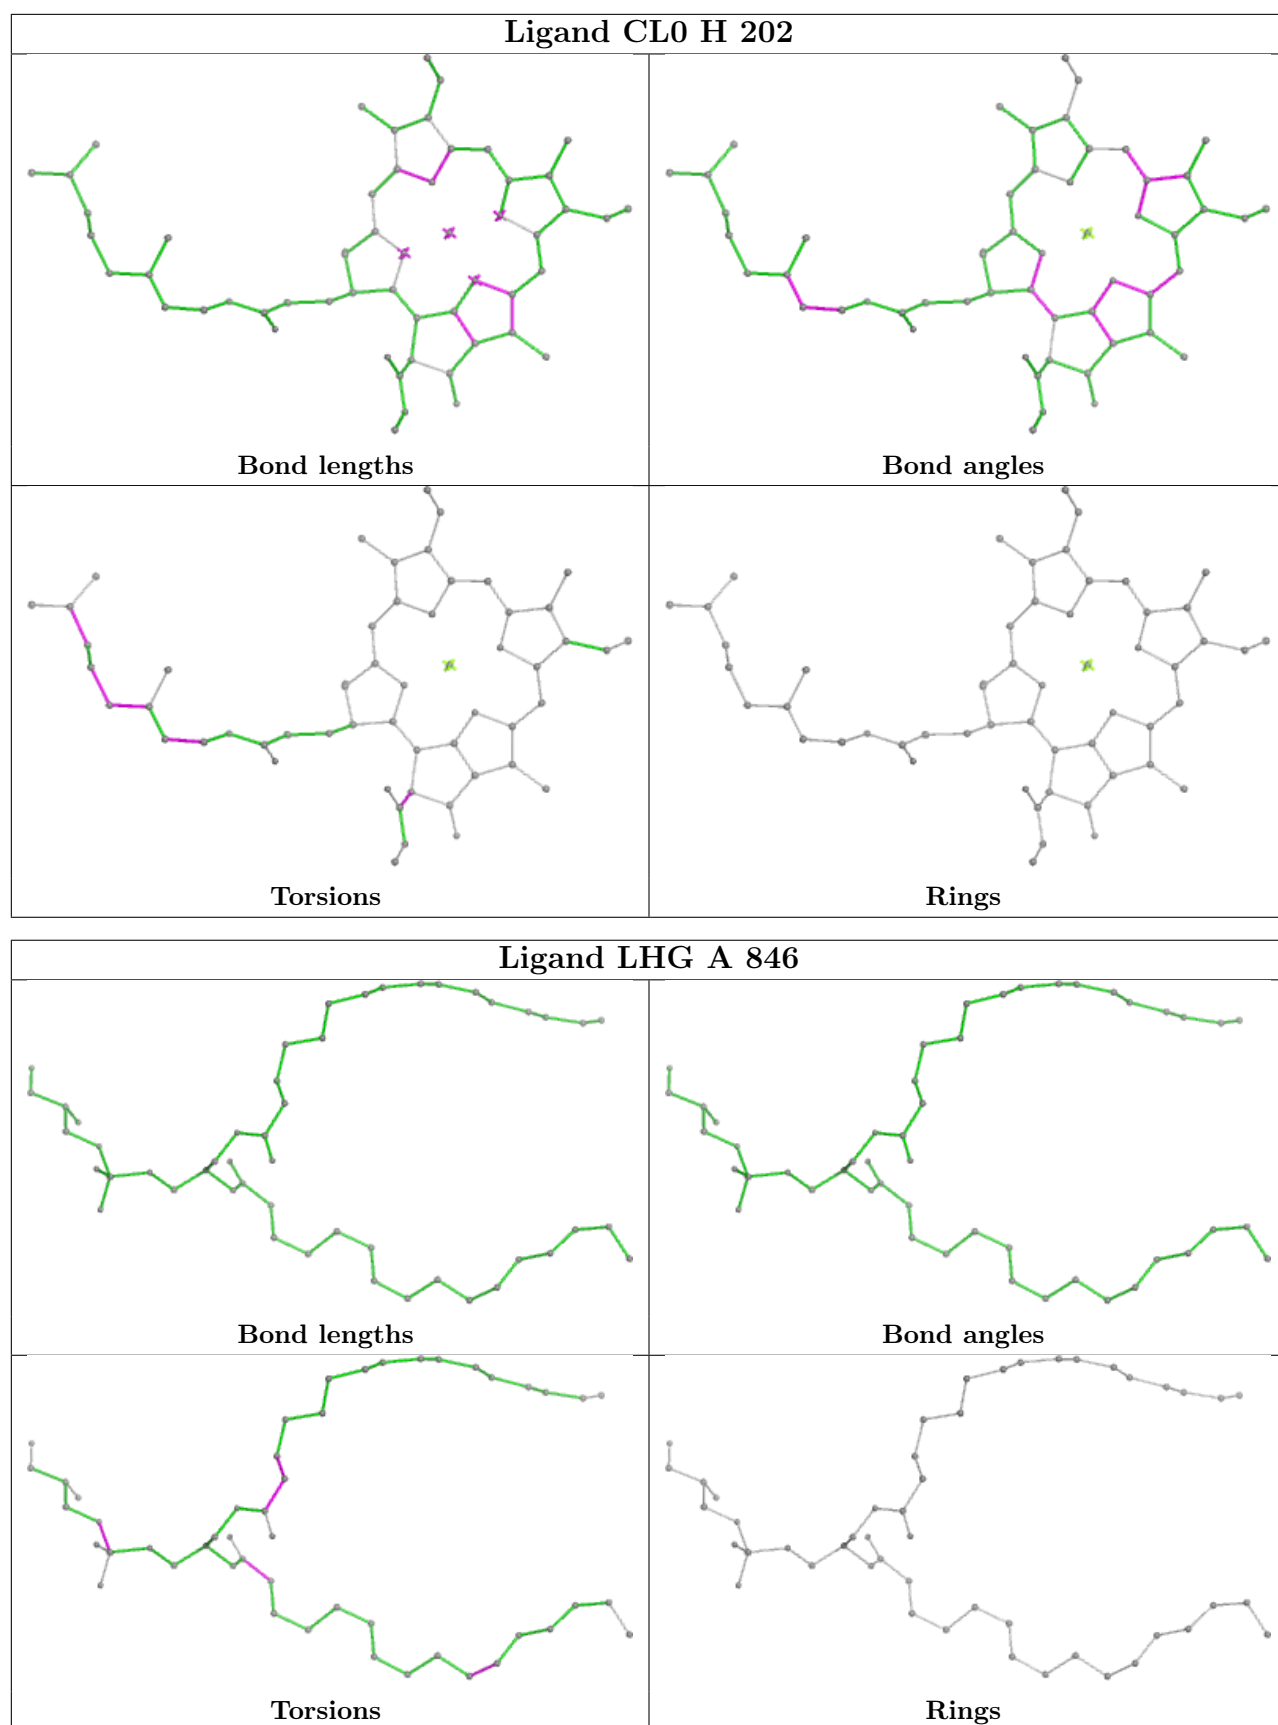 Ligand CL0 H 202
Bond lengths
Bond angles
Torsions
Rings
Ligand LHG A 846
Bond lengths
Bond angles
Torsions
Rings